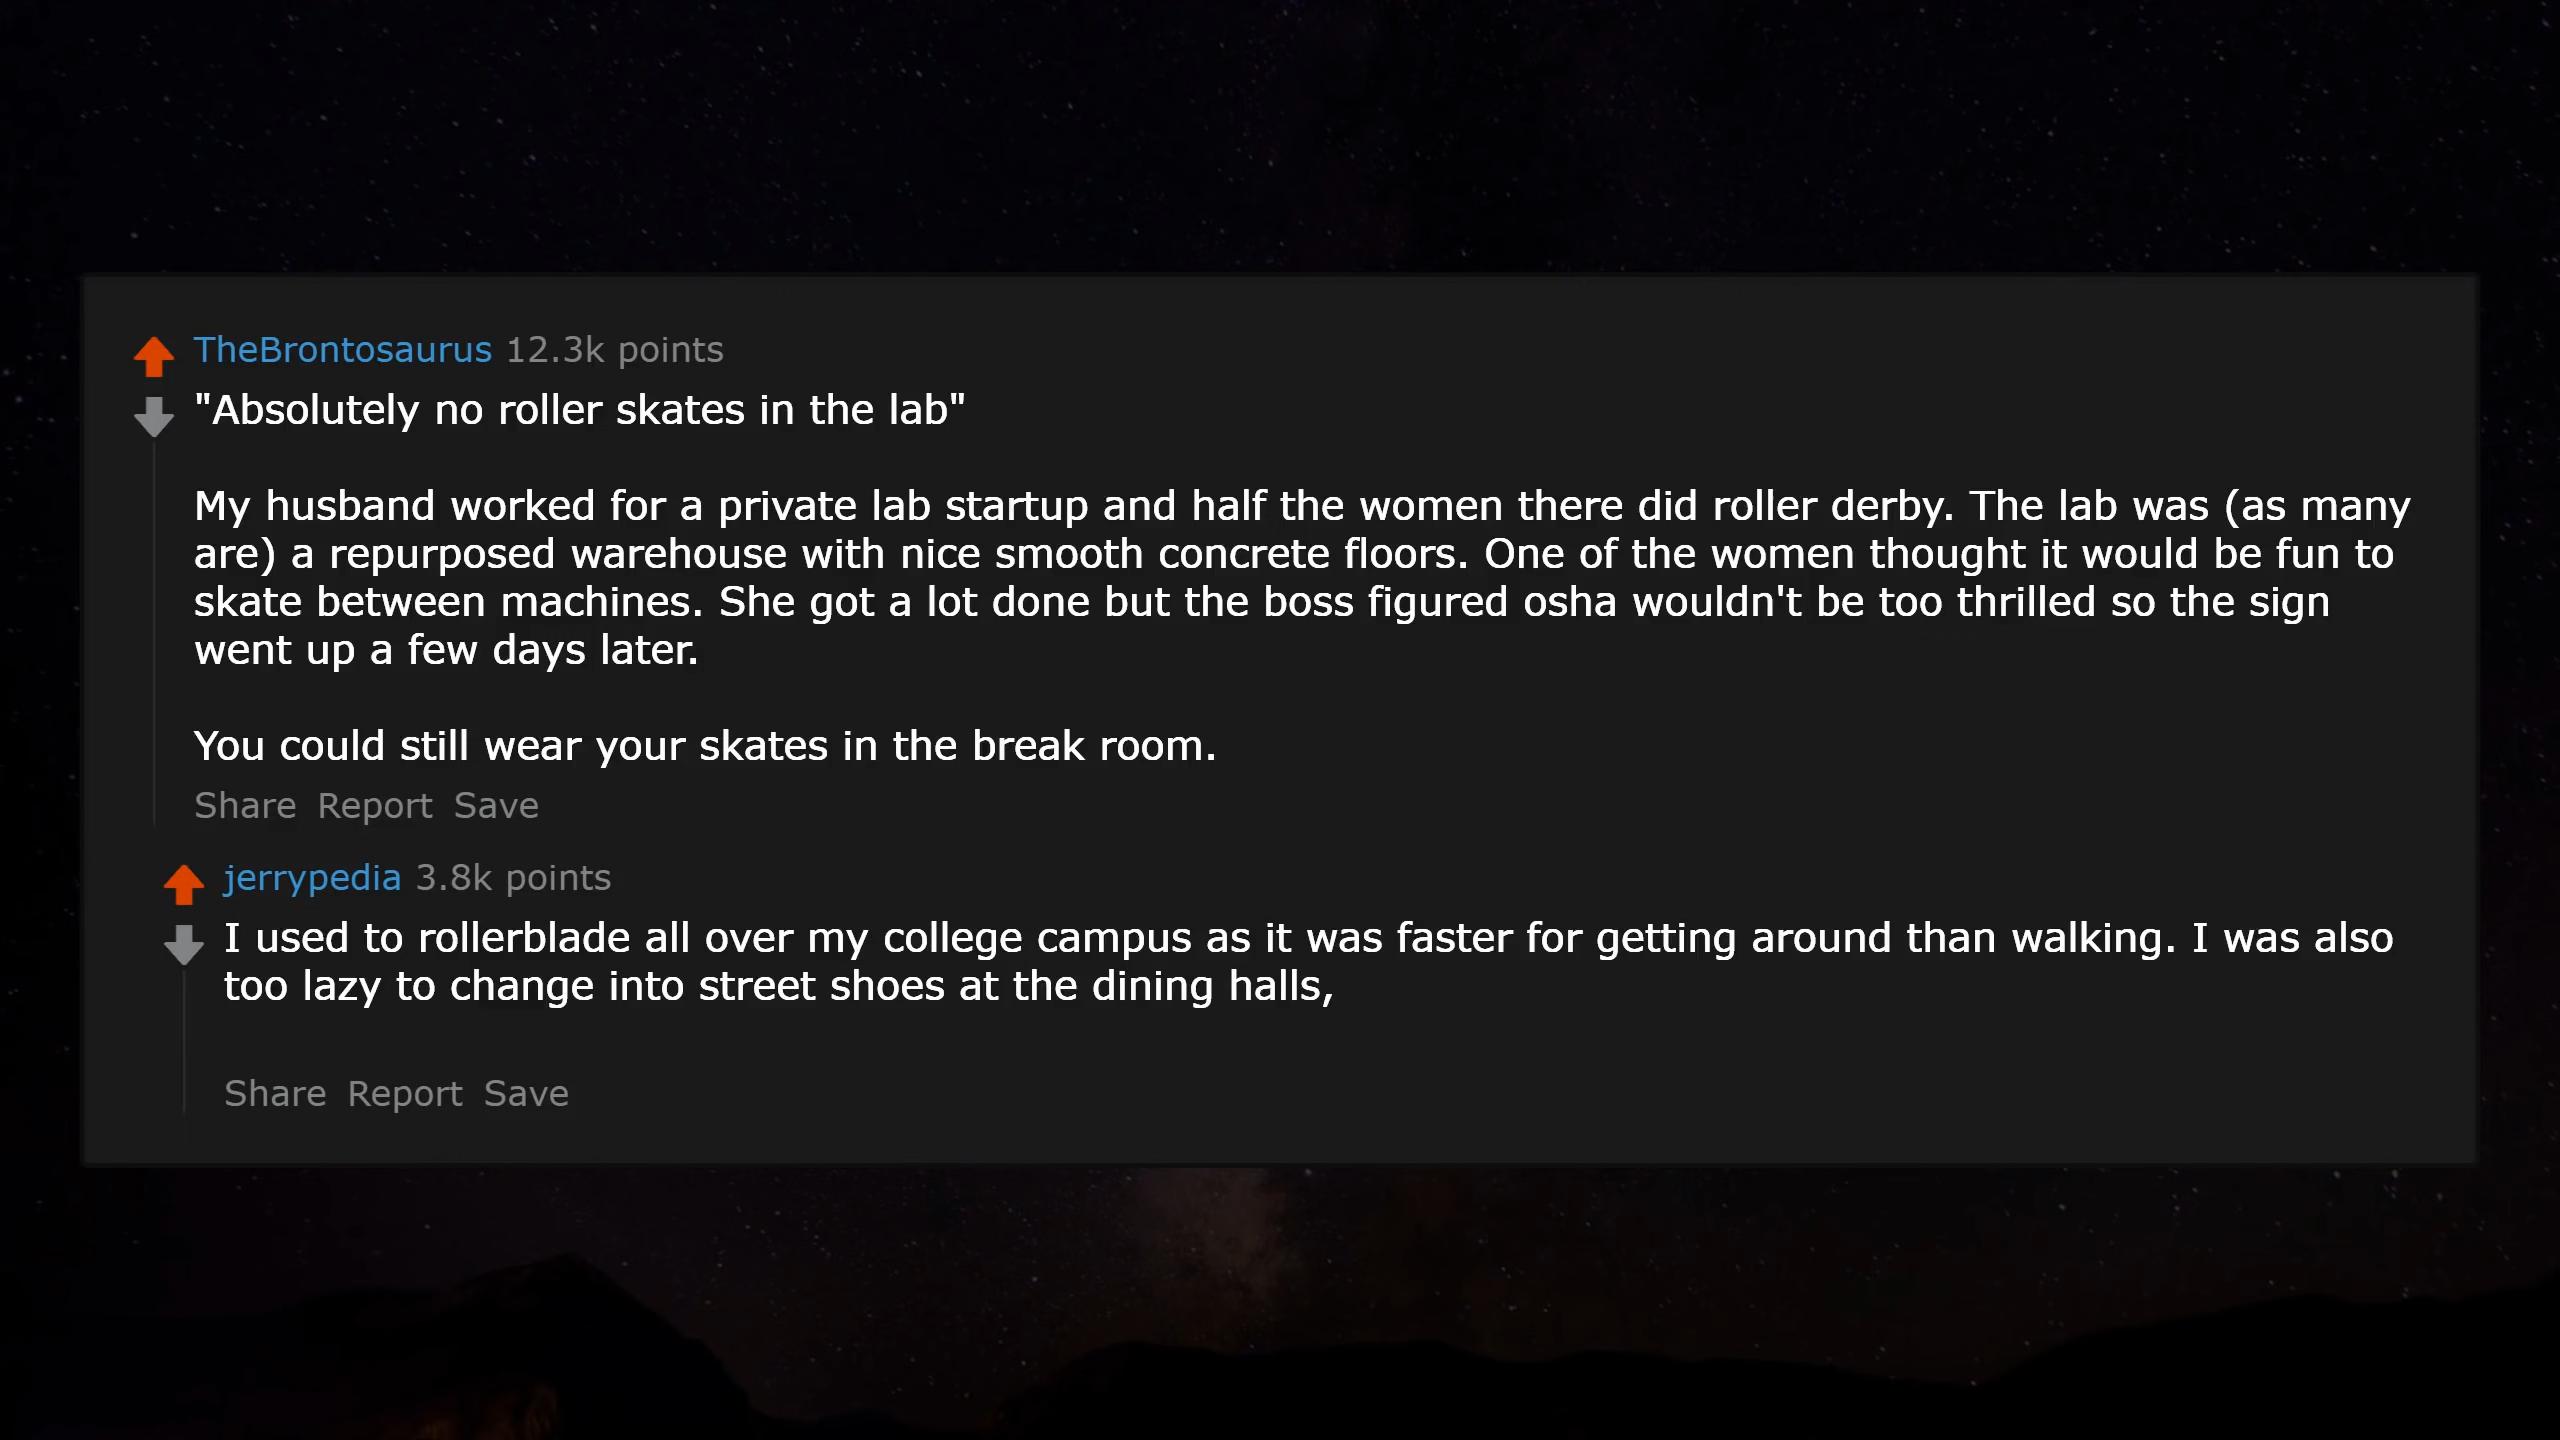 TheBrontosaurus 12.3k points
"Absolutely no roller skates in the lab"
My husband worked for a private lab startup and half the women there did roller derby. The lab was (as many
are) a repurposed warehouse with nice smooth concrete floors. One of the women thought it would be fun to
skate between machines. She got a lot done but the boss figured osha wouldn't be too thrilled so the sign
went up a few days later.
You could still wear your skates in the break room.
Share Report Save
jerrypedia 3.8k points
I used to rollerblade all over my college campus as it was faster for getting around than walking. I was also
too lazy to change into street shoes at the dining halls,
Share Report Save